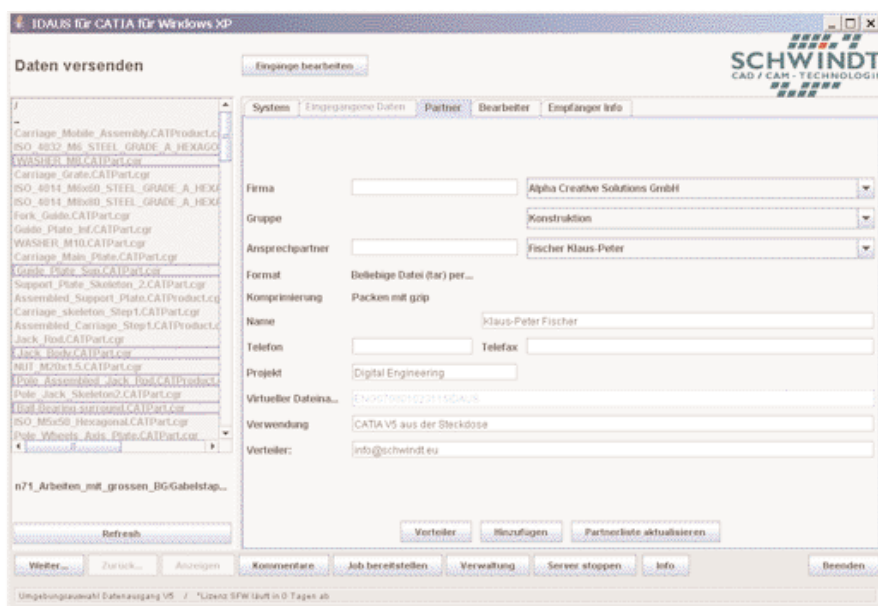 IDAUS für CATIA für Windows XP
Daten versenden
Eingänge bearbeiten
SCHWINDT
CAD / CAM - TECHNOLOGIE
/
Carriage_Mobile_Assembly.CATProduct.c
ISO_4032_M6_STEEL_GRADE_A_HEXAGO
WASHER_M8.CATPart.cgr
Carriage_Grate.CATPart.cgr
ISO_4014_M6x60_STEEL_GRADE_A_HEXA
ISO_4014_M8x80_STEEL_GRADE_A_HEXA
Fork_Guide.CATPart.cgr
Guide_Plate_Inf.CATPart.cgr
WASHER_M10.CATPart.cgr
Carriage_Main_Plate.CATPart.cgr
Guide_Plate_Sup.CATPart.cgr
Support_Plate_Skeleton_2.CATPart.cgr
Assembled_Support_Plate.CATProduct.cg
Carriage_skeleton_Step1.CATPart.cgr
Assembled_Carriage_Step1.CATProduct.c
Jack_Rod.CATPart.cgr
Jack_Body.CATPart.cgr
NUT_M20x1.5.CATPart.cgr
Pole_Assembled_Jack_Rod.CATProduct.
Pole_Jack_Skeleton2.CATPart.cgr
Ball.Bearing-surround.CATPart.cgr
ISO_M5x50_Hexagonal.CATPart.cgr
Pole_Wheels_Axis_Plate.CATPart.cgr
n71_Arbeiten_mit_grossen_BG/Gabelstap...
Refresh
System Eingegangene Daten Partner Bearbeiter Empfänger Info
Firma Alpha Creative Solutions GmbH
Gruppe Konstruktion
Ansprechpartner Fischer Klaus-Peter
Format Beliebige Datei (tar) per...
Komprimierung Packen mit gzip
Name Klaus-Peter Fischer
Telefon Telefax
Projekt Digital Engineering
Virtueller Dateina...
Verwendung CATIA V5 aus der Steckdose
Verteiler: info@schwindt.eu
Verteiler Hinzufügen Partnerliste aktualisieren
Weiter... Zurück... Anzeigen Kommentare Job bereitstellen Verwaltung Server stoppen Info Beenden
Umgebungsauswahl Datenausgang V5 / *Lizenz SFW läuft in 0 Tagen ab